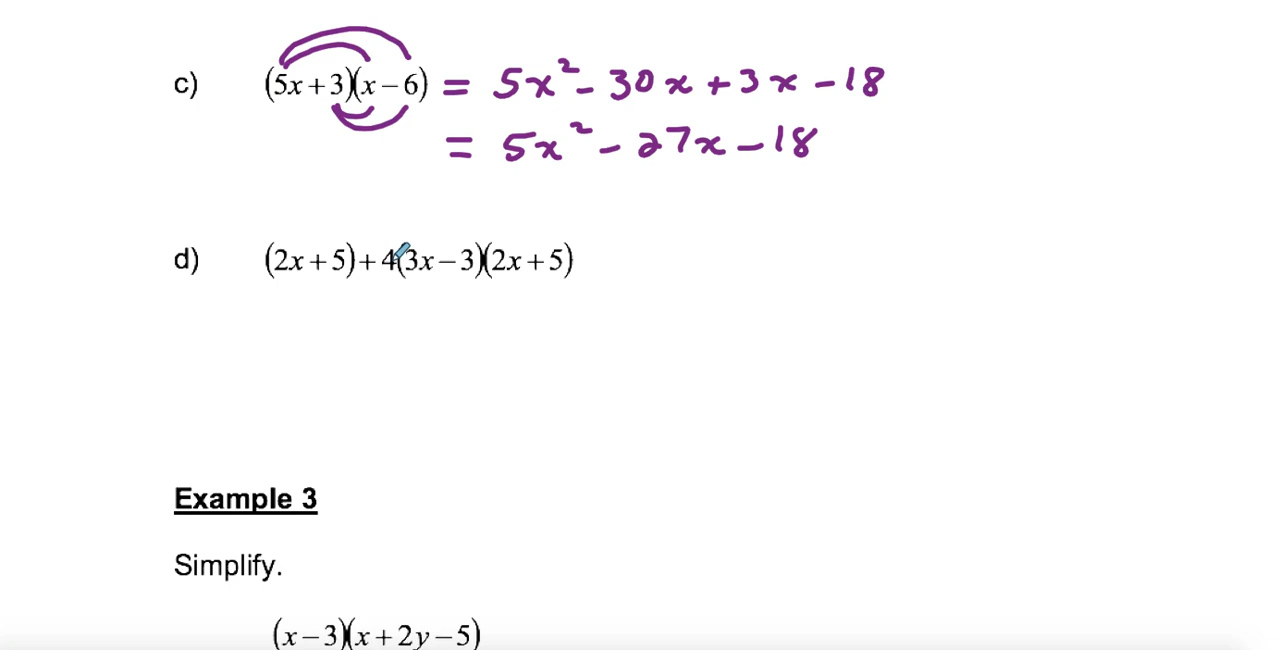 c) (5x+3)(x−6) = 5x² − 30x + 3x − 18
= 5x² − 27x − 18
d) (2x+5)+4(3x−3)(2x+5)
Example 3
Simplify.
(x−3)(x+2y−5)